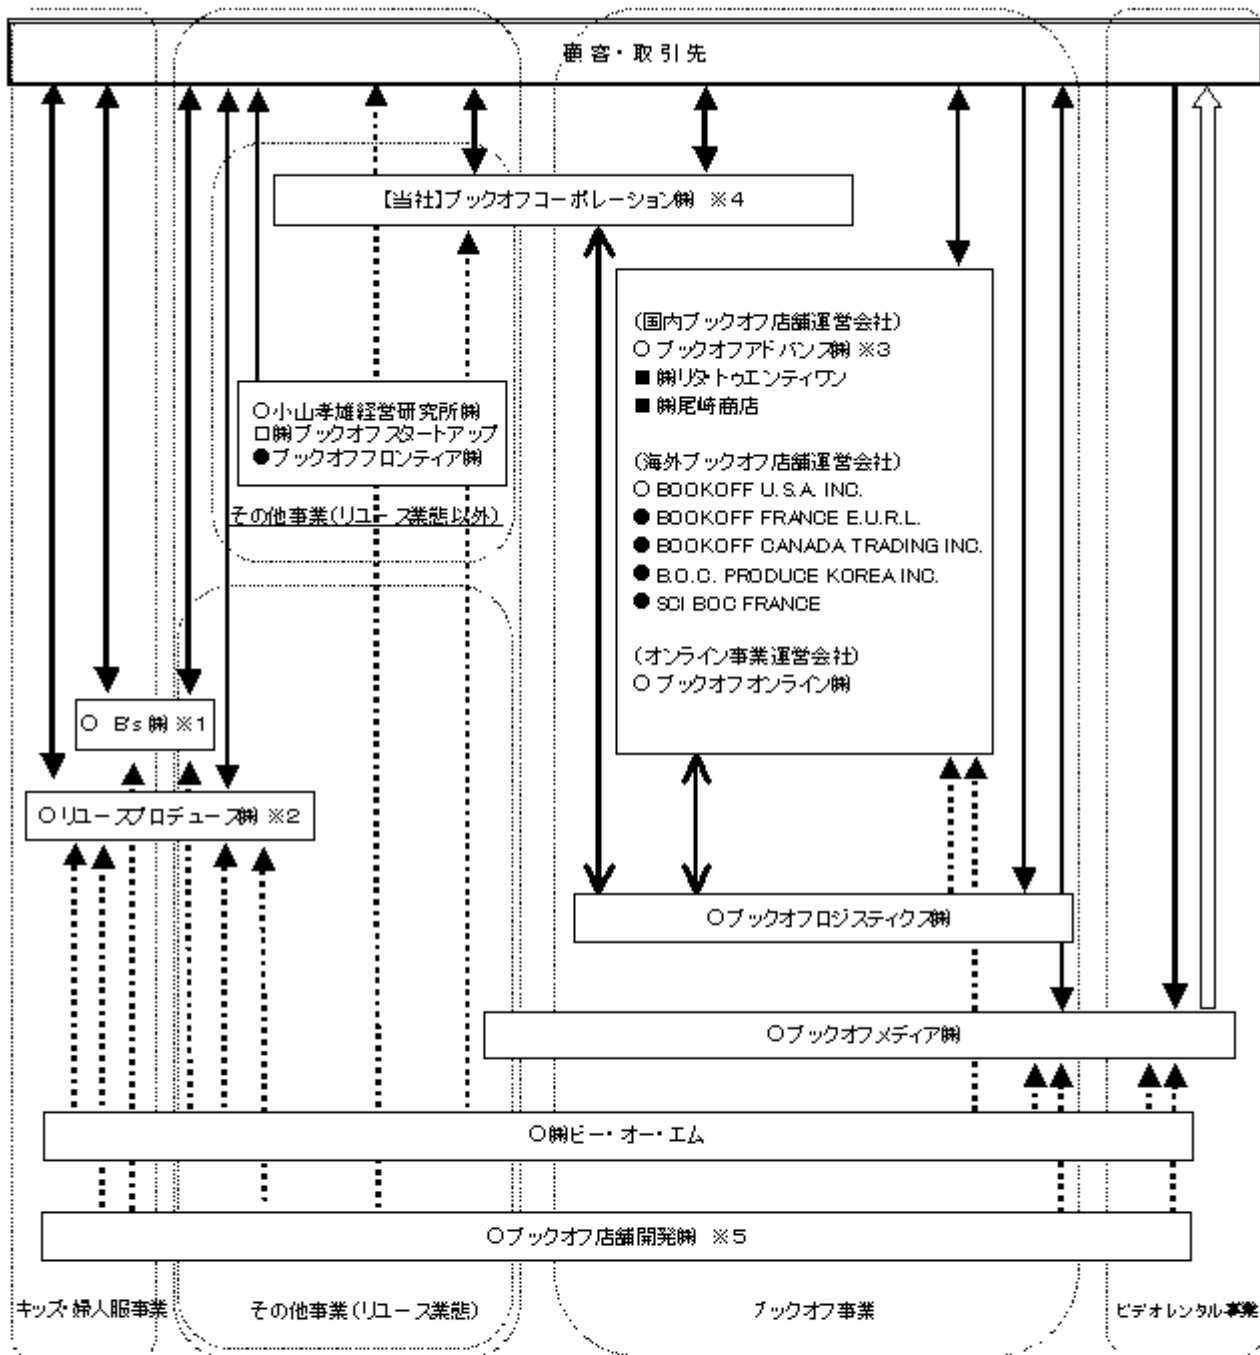 顧客・取引先
【当社】ブックオフコーポレーション㈱ ※4
(国内ブックオフ店舗運営会社)
○ ブックオフアドバンス㈱ ※3
■ ㈱リタ・トゥエンティワン
■ ㈱尾崎商店
○小山孝雄経営研究所㈱
□㈱ブックオフスタートアップ
●ブックオフフロンティア㈱
(海外ブックオフ店舗運営会社)
○ BOOKOFF U.S.A. INC.
● BOOKOFF FRANCE E.U.R.L.
● BOOKOFF CANADA TRADING INC.
● B.O.C. PRODUCE KOREA INC.
● SCI BOC FRANCE
その他事業(リユース業態以外)
(オンライン事業運営会社)
○ ブックオフオンライン㈱
○ B's ㈱ ※1
○リユースプロデュース㈱ ※2
○ブックオフロジスティクス㈱
○ブックオフメディア㈱
○㈱ビー・オー・エム
○ブックオフ店舗開発㈱ ※5
キッズ・婦人服事業
その他事業(リユース業態)
ブックオフ事業
ビデオレンタル事業